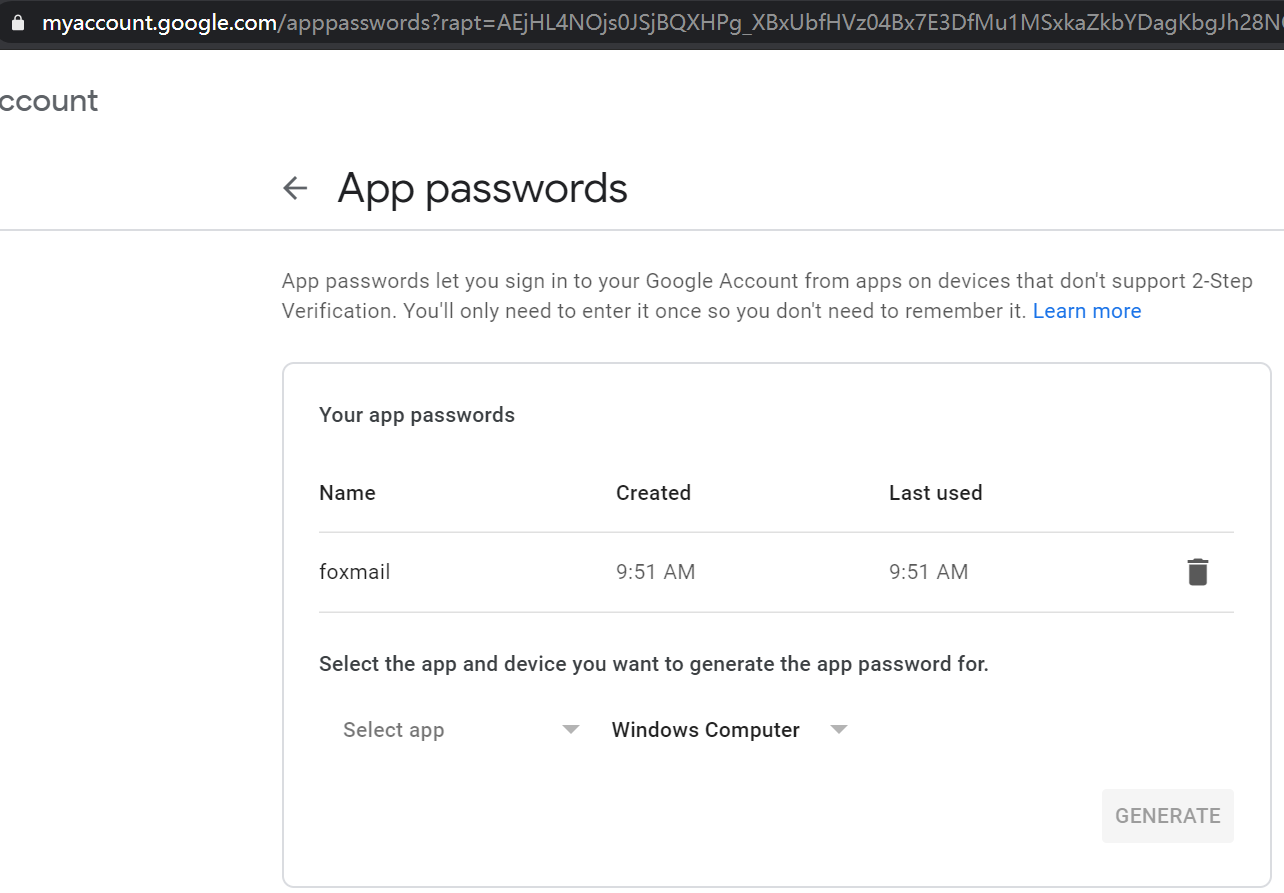 myaccount.google.com/apppasswords?rapt=AEjHL4NOjs0JSjBQXHPg_XBxUbfHVz04Bx7E3DfMu1MSxkaZkbYDagKbgJh28N
ccount
App passwords
App passwords let you sign in to your Google Account from apps on devices that don't support 2-Step
Verification. You'll only need to enter it once so you don't need to remember it. Learn more
Your app passwords
Name Created Last used
foxmail 9:51 AM 9:51 AM
Select the app and device you want to generate the app password for.
Select app Windows Computer
GENERATE